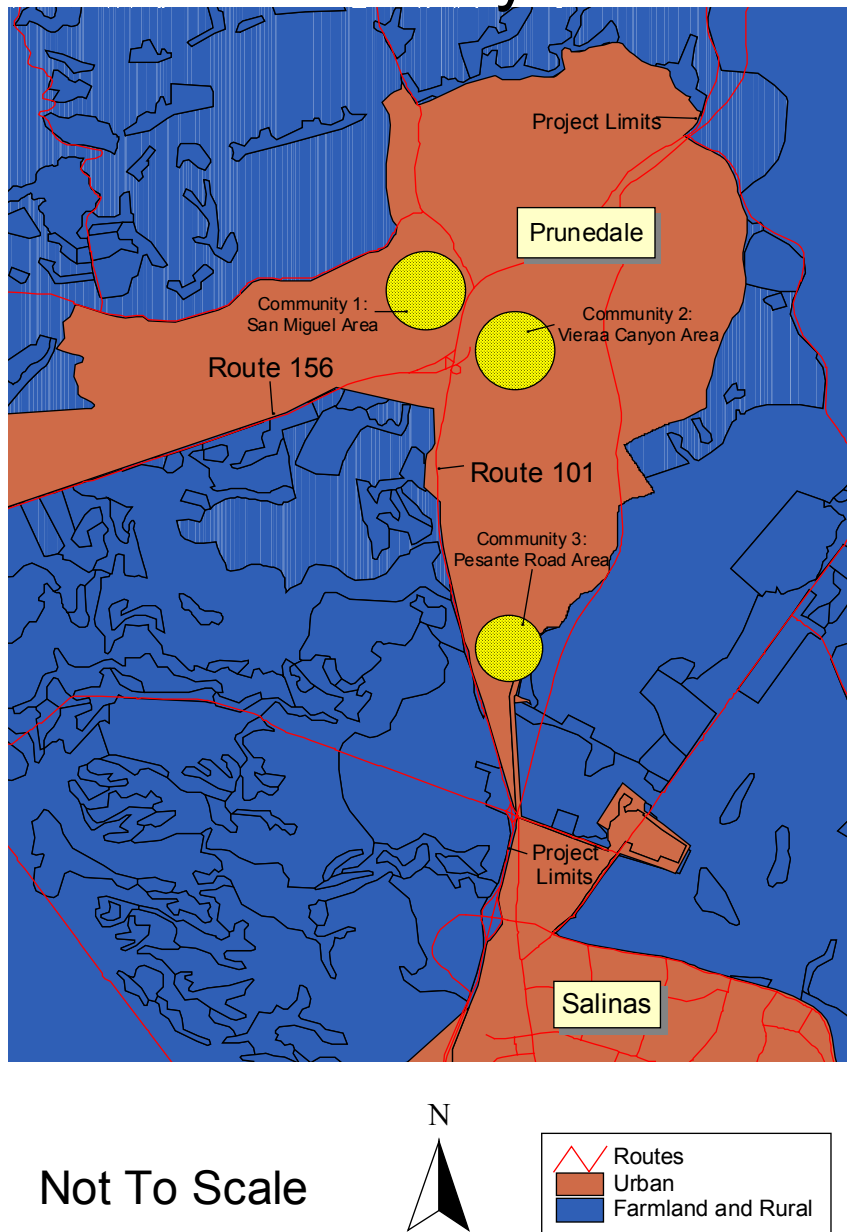 Project Limits
Prunedale
Community 1:
San Miguel Area
Community 2:
Vieraa Canyon Area
Route 156
Route 101
Community 3:
Pesante Road Area
Project
Limits
Salinas
N
Not To Scale
Routes
Urban
Farmland and Rural